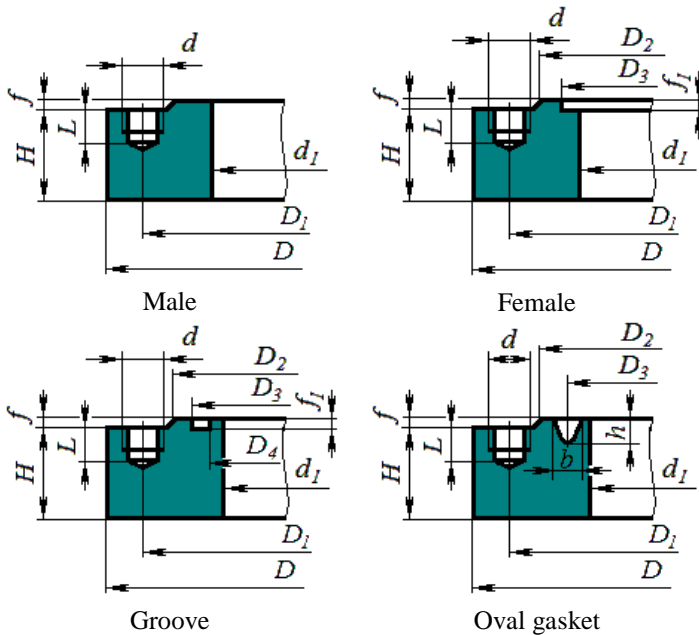 d
f
L
H
d₁
D₁
D
Male
d
D₂
D₃
f
f₁
L
H
d₁
D₁
D
Female
d
D₂
D₃
f
f₁
L
D₄
H
d₁
D₁
D
Groove
d
D₂
D₃
f
h
L
b
H
d₁
D₁
D
Oval gasket